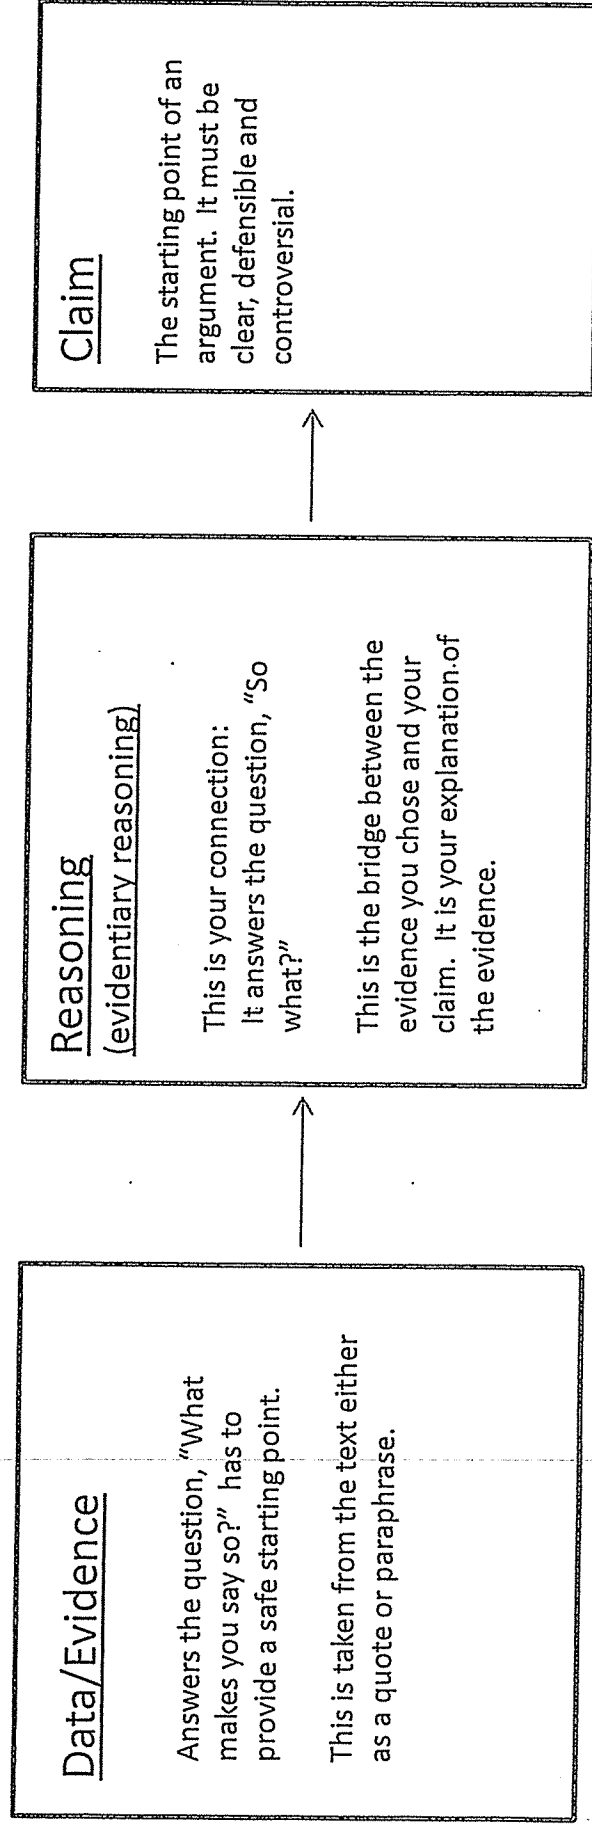 Data/Evidence
Answers the question, "What
makes you say so?" has to
provide a safe starting point.
This is taken from the text either
as a quote or paraphrase.
Reasoning
(evidentiary reasoning)
This is your connection:
It answers the question, "So
what?"
This is the bridge between the
evidence you chose and your
claim. It is your explanation of
the evidence.
Claim
The starting point of an
argument. It must be
clear, defensible and
controversial.